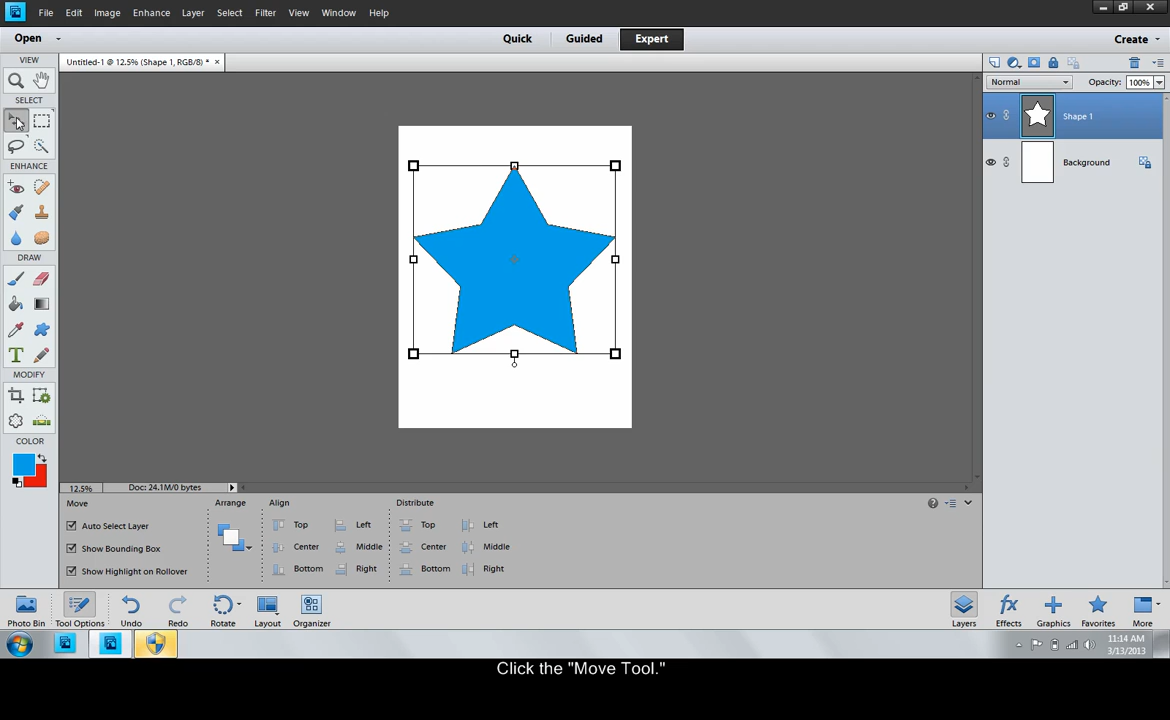 File Edit Image Enhance Layer Select Filter View Window Help
Open Quick Guided Expert Create
VIEW
Untitled-1 @ 12.5% (Shape 1, RGB/8) * ×
Normal Opacity: 100%
SELECT
Shape 1
Background
ENHANCE
DRAW
T
MODIFY
COLOR
12.5% Doc: 24.1M/0 bytes
Move Arrange Align Distribute
Auto Select Layer Top Left Top Left
Show Bounding Box Center Middle Center Middle
Show Highlight on Rollover Bottom Right Bottom Right
fx
Photo Bin Tool Options Undo Redo Rotate Layout Organizer Layers Effects Graphics Favorites More
11:14 AM
3/13/2013
Click the "Move Tool."